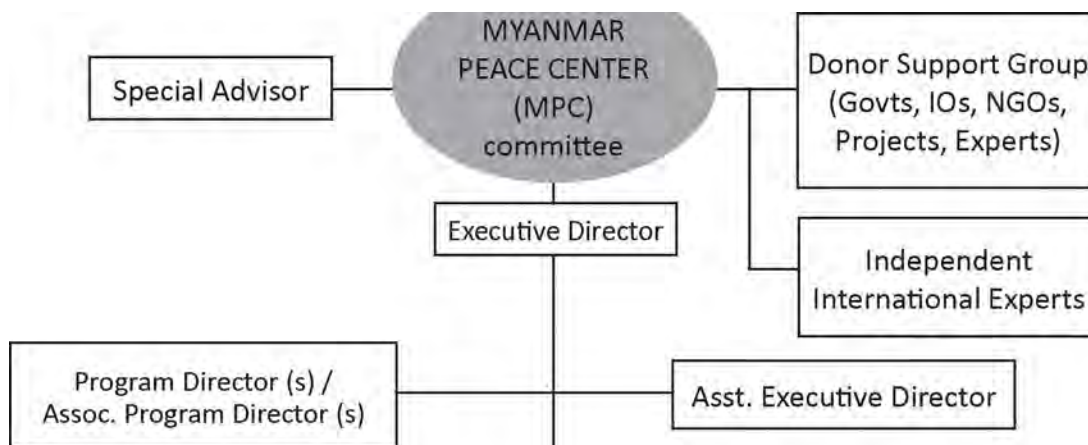 MYANMAR
PEACE CENTER
(MPC)
committee
Special Advisor
Donor Support Group
(Govts, IOs, NGOs,
Projects, Experts)
Executive Director
Independent
International Experts
Program Director (s) /
Assoc. Program Director (s)
Asst. Executive Director